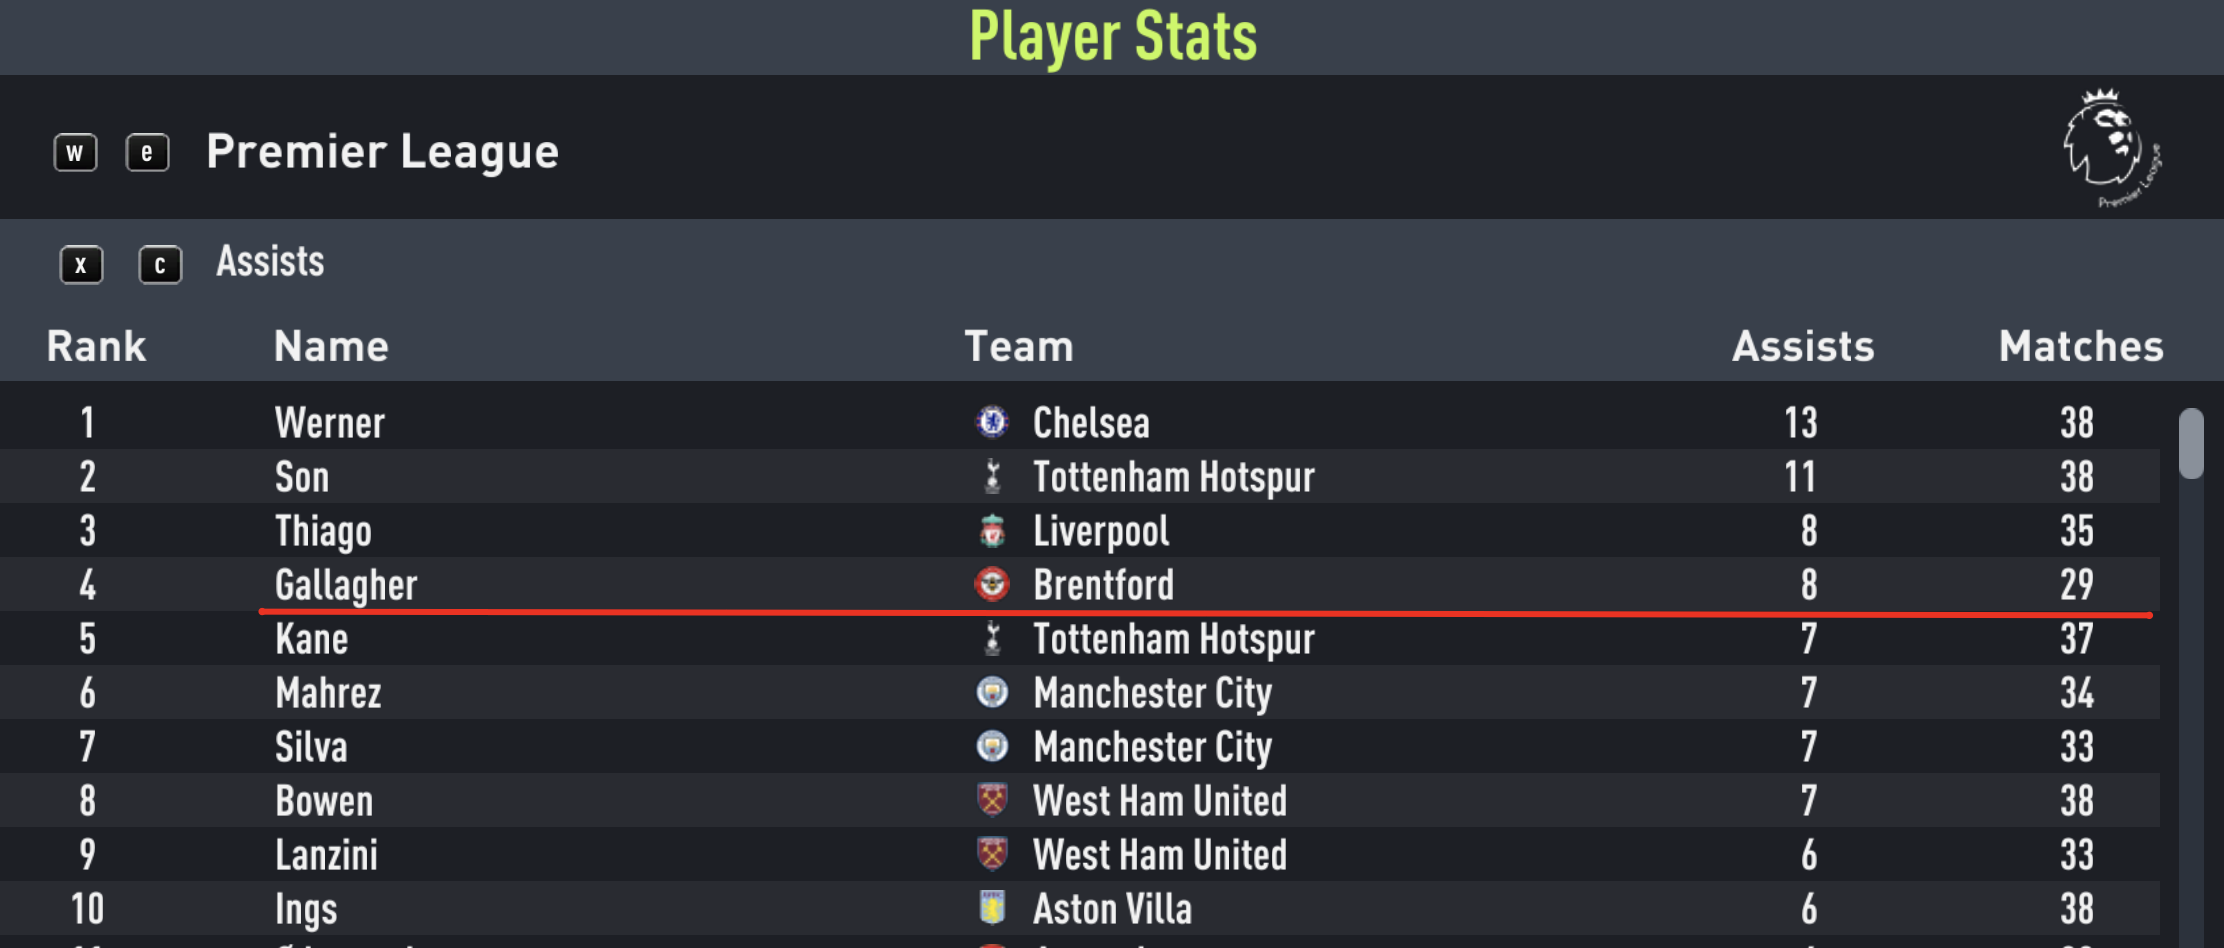 Player Stats
w e Premier League
Premier League
x c Assists
Rank Name Team Assists Matches
1 Werner Chelsea 13 38
2 Son Tottenham Hotspur 11 38
3 Thiago Liverpool 8 35
4 Gallagher Brentford 8 29
5 Kane Tottenham Hotspur 7 37
6 Mahrez Manchester City 7 34
7 Silva Manchester City 7 33
8 Bowen West Ham United 7 38
9 Lanzini West Ham United 6 33
10 Ings Aston Villa 6 38